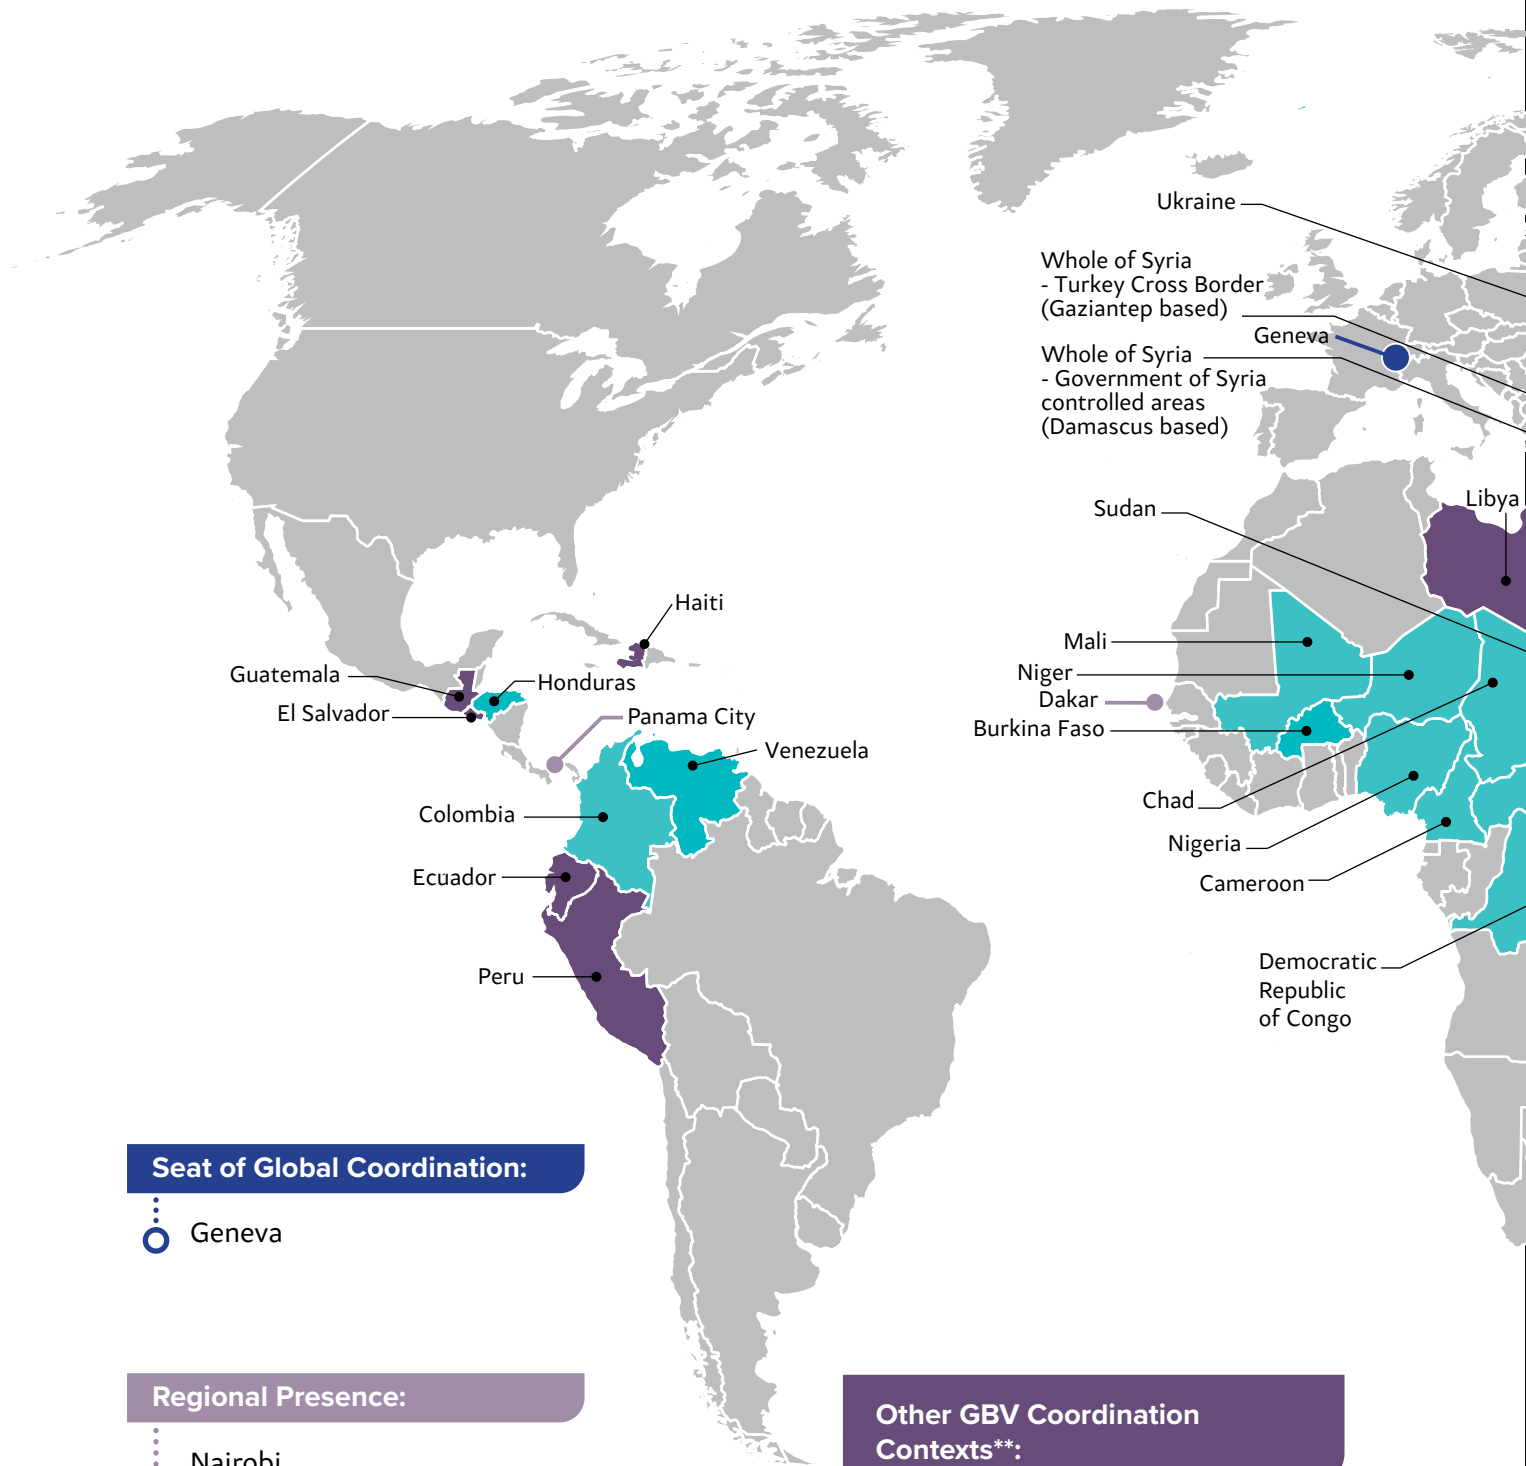 Ukraine
Whole of Syria
- Turkey Cross Border
(Gaziantep based)
Geneva
Whole of Syria
- Government of Syria
controlled areas
(Damascus based)
Sudan
Libya
Haiti
Mali
Guatemala
Honduras
Niger
Dakar
El Salvador
Panama City
Burkina Faso
Venezuela
Colombia
Chad
Nigeria
Ecuador
Cameroon
Peru
Democratic
Republic
of Congo
Seat of Global Coordination:
Geneva
Regional Presence:
Nairobi
Other GBV Coordination
Contexts**: